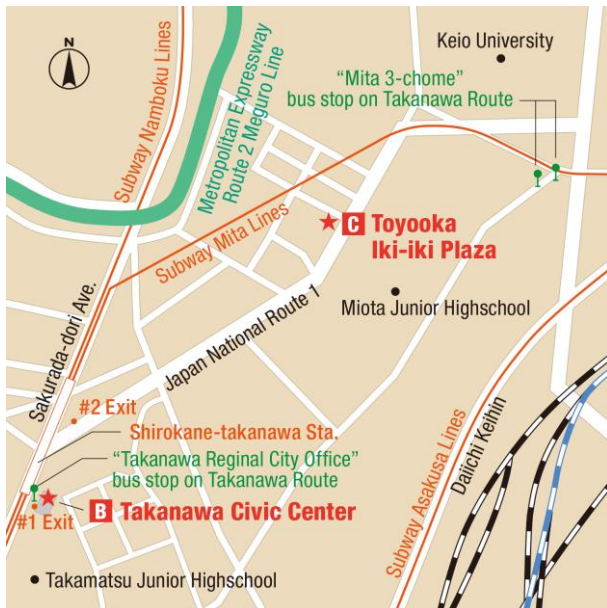 N
Keio University
“Mita 3-chome”
bus stop on Takanawa Route
Subway Namboku Lines
Metropolitan Expressway
Route 2 Meguro Line
Subway Mita Lines
C Toyooka
Iki-iki Plaza
Miota Junior Highschool
Sakurada-dori Ave.
Japan National Route 1
#2 Exit
Shirokane-takanawa Sta.
“Takanawa Reginal City Office”
bus stop on Takanawa Route
B Takanawa Civic Center
#1 Exit
Subway Asakusa Lines
Daiichi Keihin
Takamatsu Junior Highschool